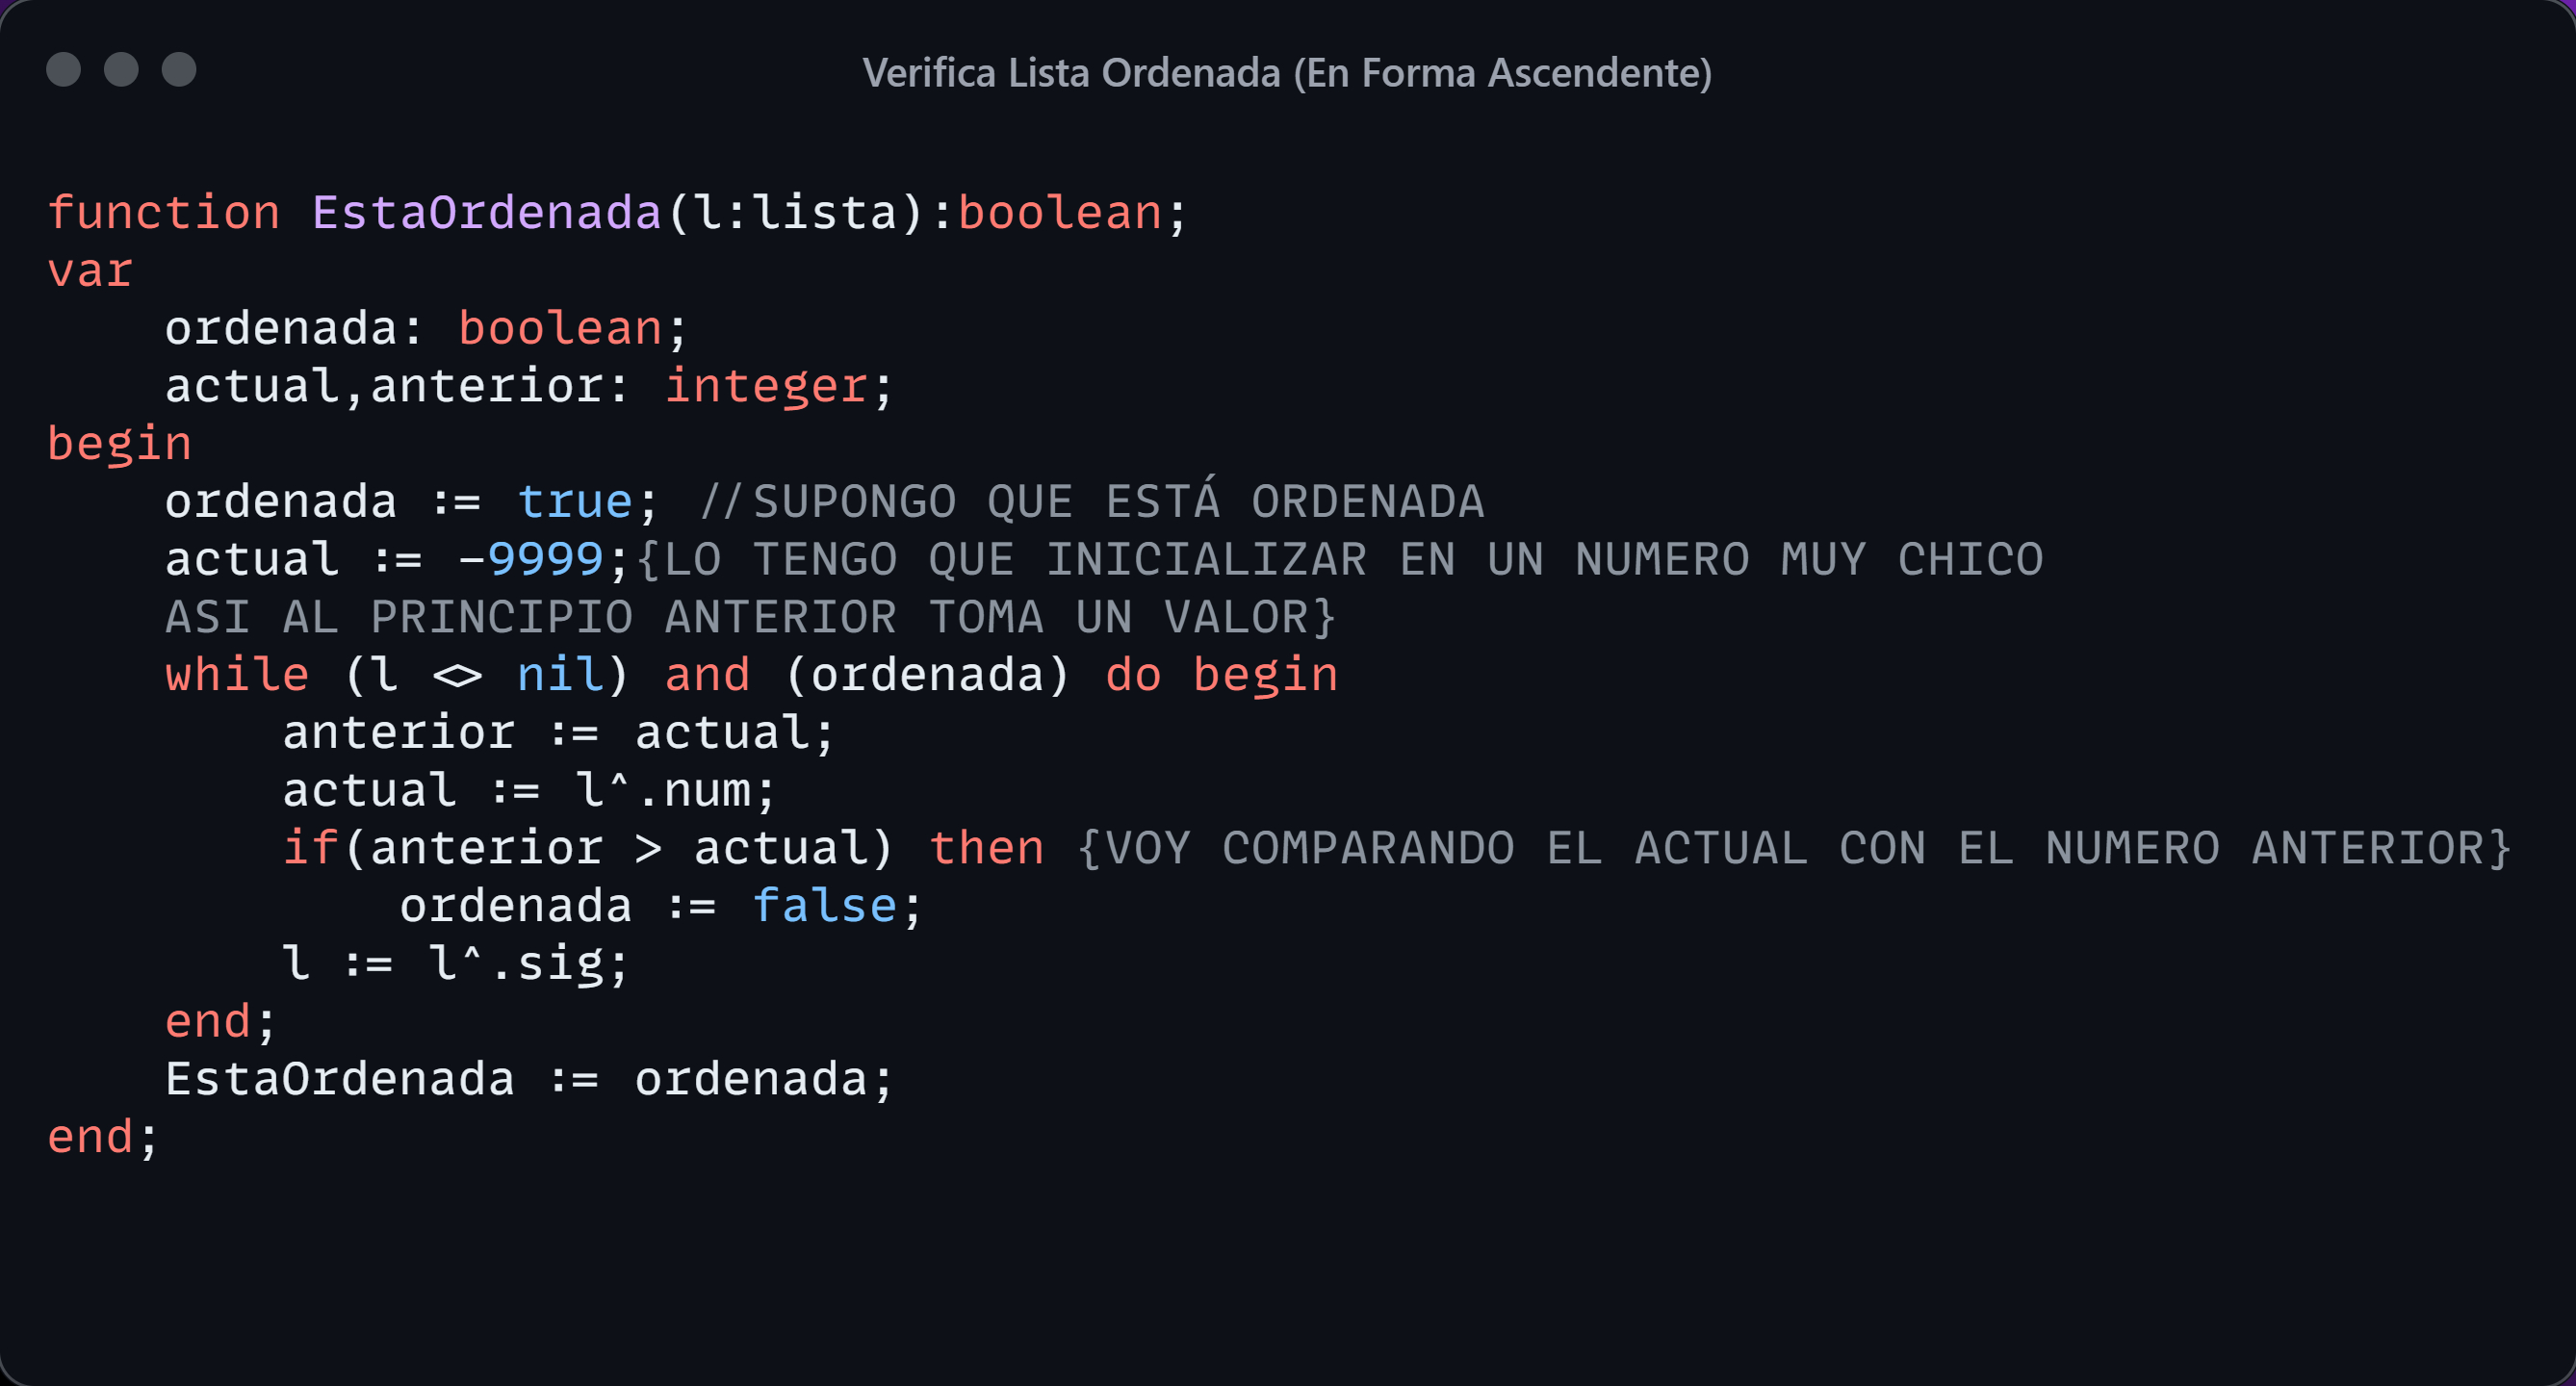 Verifica Lista Ordenada (En Forma Ascendente)
function EstaOrdenada(l:lista):boolean;
var
    ordenada: boolean;
    actual,anterior: integer;
begin
    ordenada := true; //SUPONGO QUE ESTÁ ORDENADA
    actual := -9999;{LO TENGO QUE INICIALIZAR EN UN NUMERO MUY CHICO
    ASI AL PRINCIPIO ANTERIOR TOMA UN VALOR}
    while (l <> nil) and (ordenada) do begin
        anterior := actual;
        actual := l^.num;
        if(anterior > actual) then {VOY COMPARANDO EL ACTUAL CON EL NUMERO ANTERIOR}
            ordenada := false;
        l := l^.sig;
    end;
    EstaOrdenada := ordenada;
end;